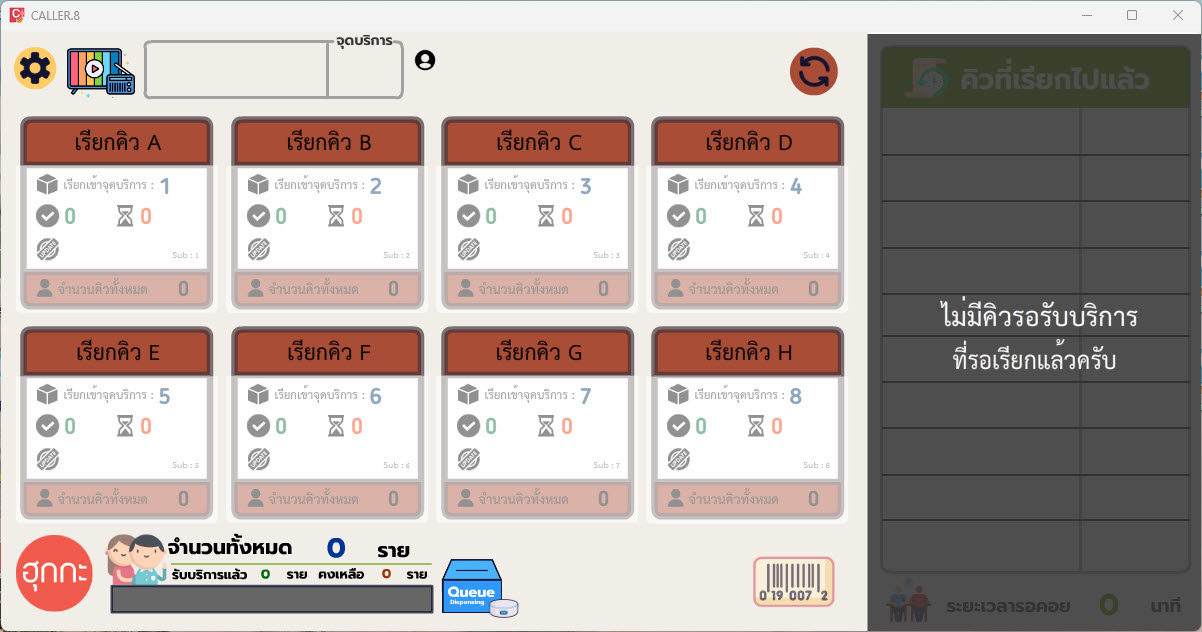 CALLER.8
จุดบริการ
คิวที่เรียกไปแล้ว
เรียกคิว A
เรียกเข้าจุดบริการ : 1
0 0
Sub : 1
จำนวนคิวทั้งหมด 0
เรียกคิว B
เรียกเข้าจุดบริการ : 2
0 0
Sub : 2
จำนวนคิวทั้งหมด 0
เรียกคิว C
เรียกเข้าจุดบริการ : 3
0 0
Sub : 3
จำนวนคิวทั้งหมด 0
เรียกคิว D
เรียกเข้าจุดบริการ : 4
0 0
Sub : 4
จำนวนคิวทั้งหมด 0
เรียกคิว E
เรียกเข้าจุดบริการ : 5
0 0
Sub : 5
จำนวนคิวทั้งหมด 0
เรียกคิว F
เรียกเข้าจุดบริการ : 6
0 0
Sub : 6
จำนวนคิวทั้งหมด 0
เรียกคิว G
เรียกเข้าจุดบริการ : 7
0 0
Sub : 7
จำนวนคิวทั้งหมด 0
เรียกคิว H
เรียกเข้าจุดบริการ : 8
0 0
Sub : 8
จำนวนคิวทั้งหมด 0
ไม่มีคิวรอรับบริการ
ที่รอเรียกแล้วครับ
ฮุกกะ
จำนวนทั้งหมด 0 ราย
รับบริการแล้ว 0 ราย คงเหลือ 0 ราย
Queue
Dispensing
0 19 007 2
ระยะเวลารอคอย 0 นาที